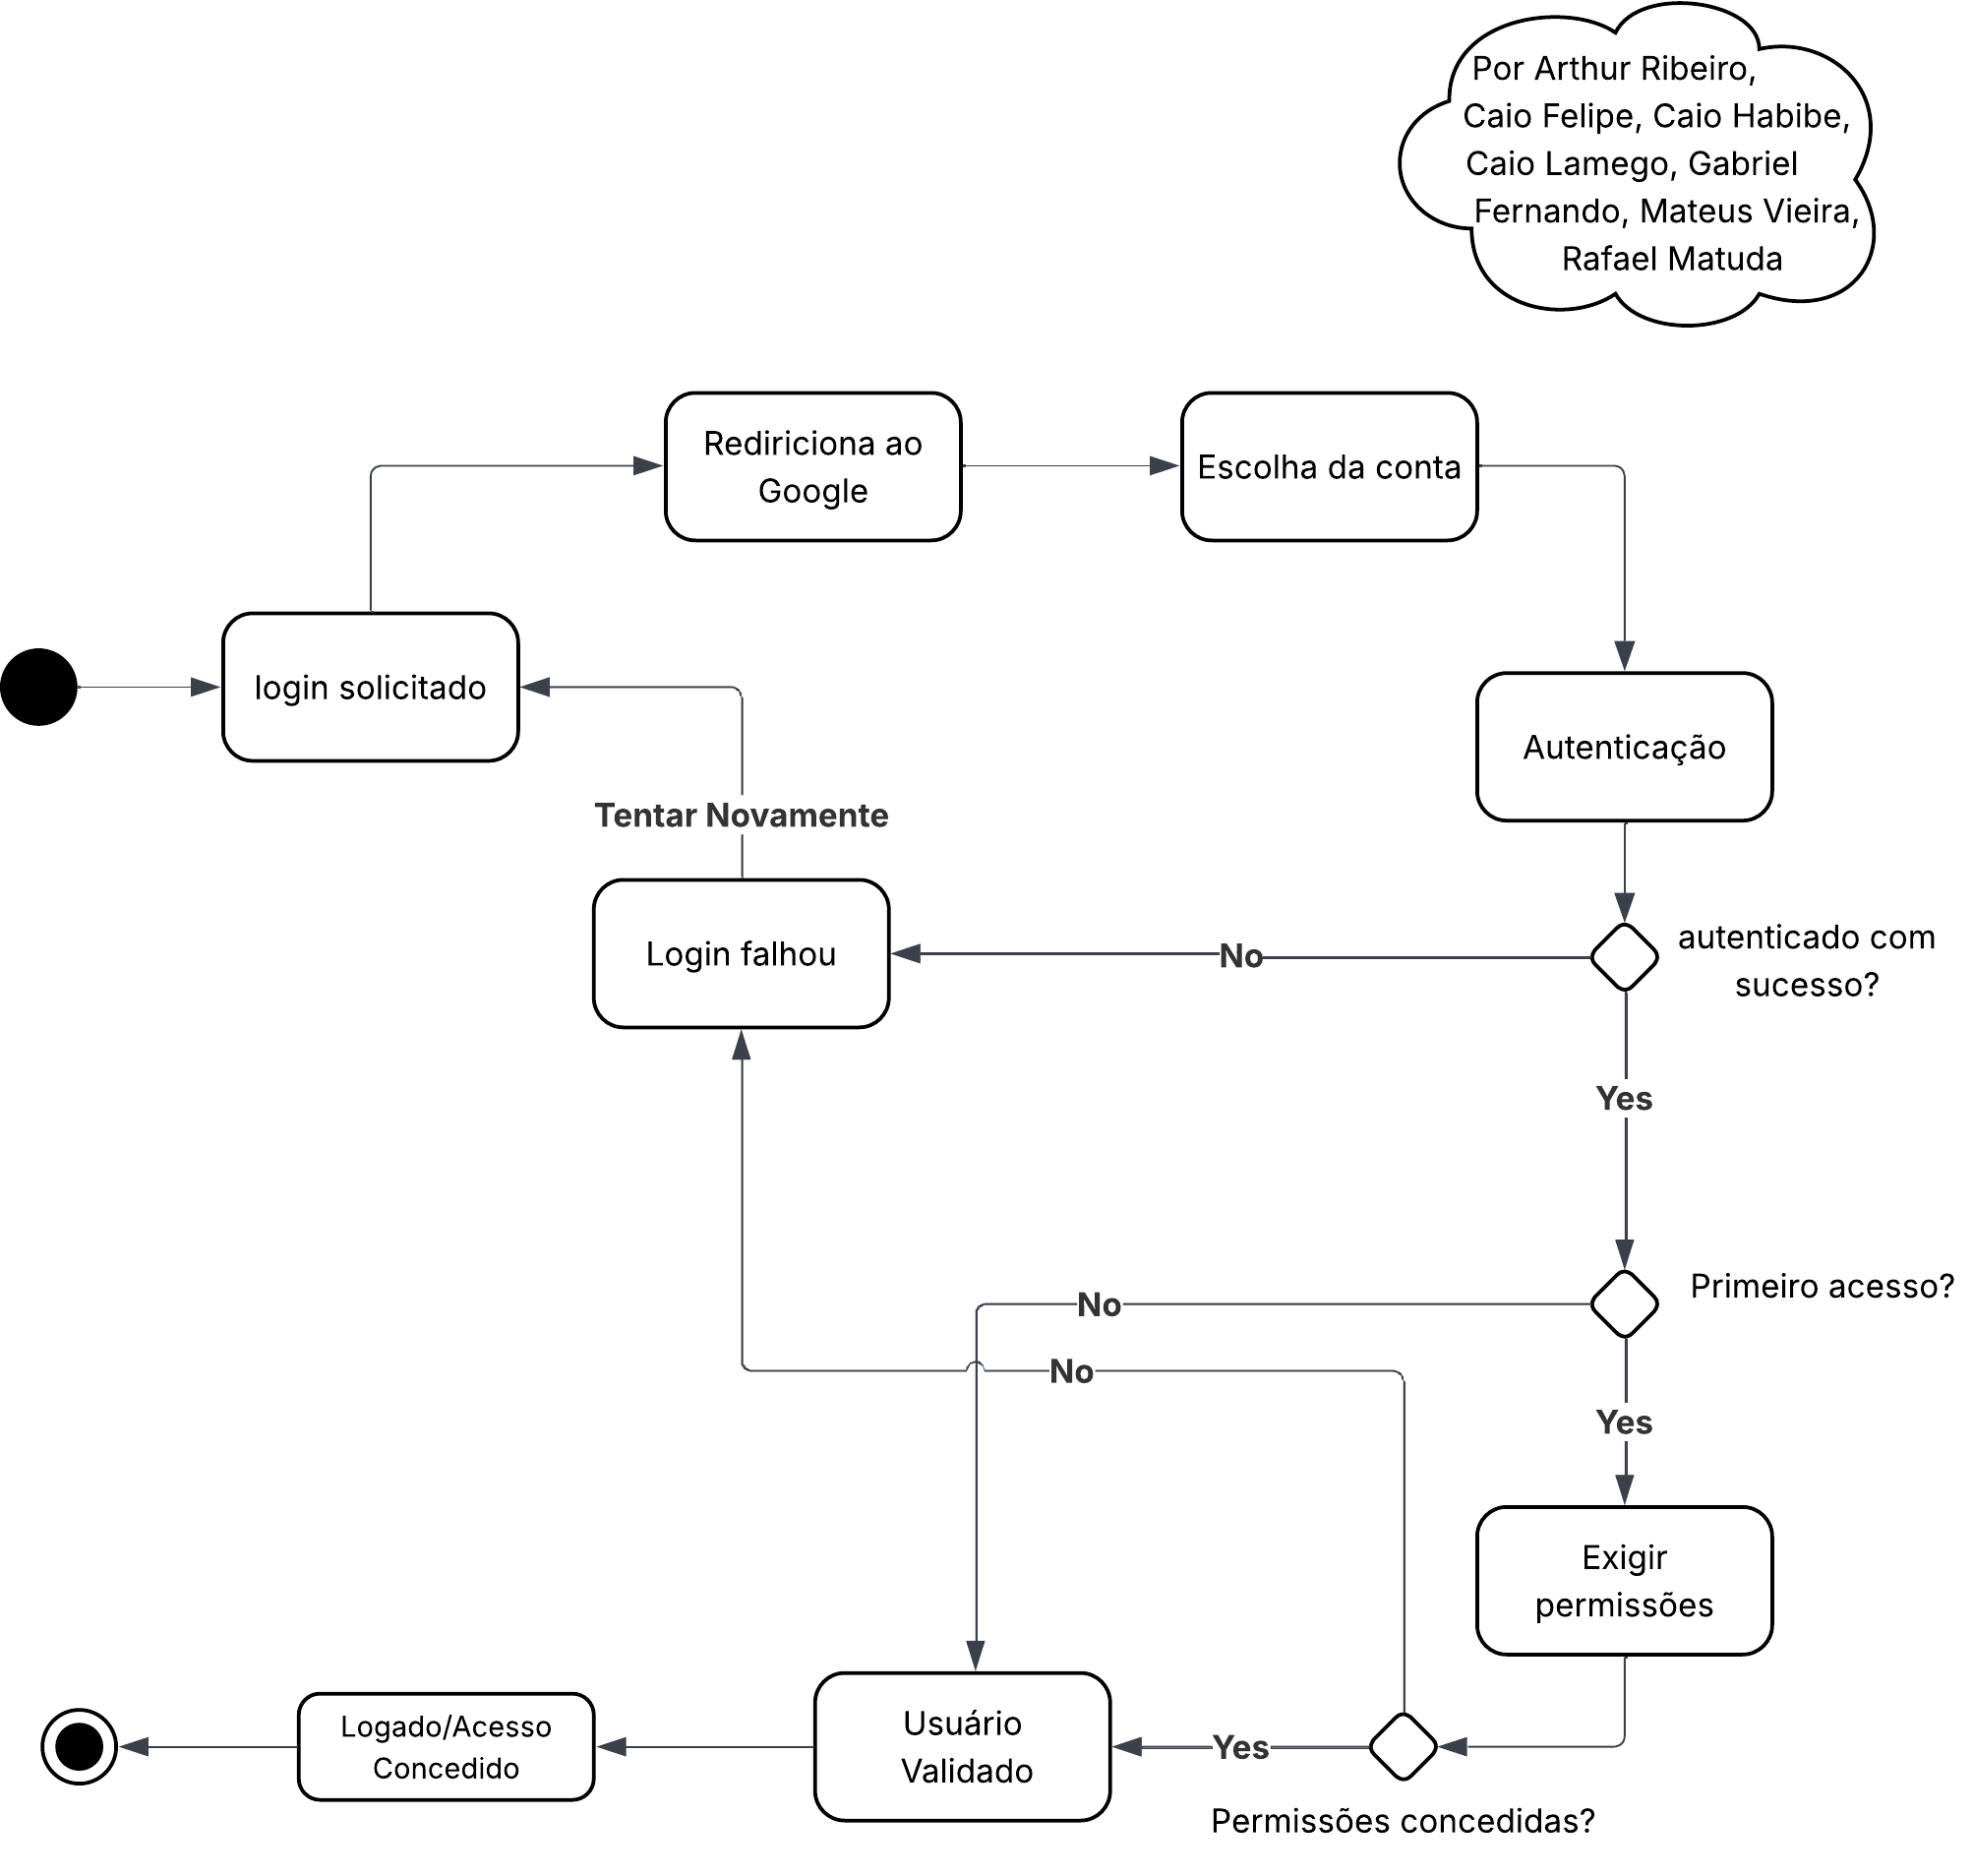 Por Arthur Ribeiro,
Caio Felipe, Caio Habibe,
Caio Lamego, Gabriel
Fernando, Mateus Vieira,
Rafael Matuda
Rediriciona ao
Google
Escolha da conta
login solicitado
Autenticação
Tentar Novamente
Login falhou
No
autenticado com
sucesso?
Yes
Primeiro acesso?
No
No
Yes
Exigir
permissões
Logado/Acesso
Concedido
Usuário
Validado
Yes
Permissões concedidas?